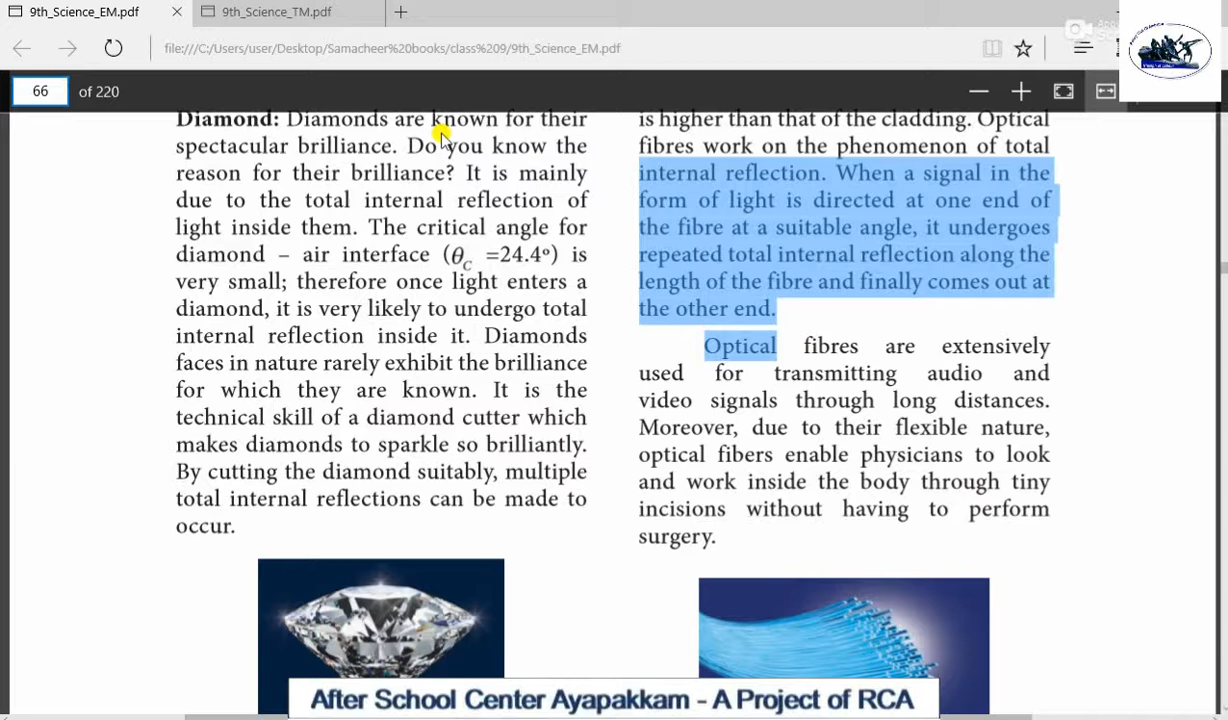 9th_Science_EM.pdf
9th_Science_TM.pdf
file:///C:/Users/user/Desktop/Samacheer%20books/class%209/9th_Science_EM.pdf
66 of 220
Diamond: Diamonds are known for their
spectacular brilliance. Do you know the
reason for their brilliance? It is mainly
due to the total internal reflection of
light inside them. The critical angle for
diamond – air interface (θc =24.4º) is
very small; therefore once light enters a
diamond, it is very likely to undergo total
internal reflection inside it. Diamonds
faces in nature rarely exhibit the brilliance
for which they are known. It is the
technical skill of a diamond cutter which
makes diamonds to sparkle so brilliantly.
By cutting the diamond suitably, multiple
total internal reflections can be made to
occur.
is higher than that of the cladding. Optical
fibres work on the phenomenon of total
internal reflection. When a signal in the
form of light is directed at one end of
the fibre at a suitable angle, it undergoes
repeated total internal reflection along the
length of the fibre and finally comes out at
the other end.
Optical fibres are extensively
used for transmitting audio and
video signals through long distances.
Moreover, due to their flexible nature,
optical fibers enable physicians to look
and work inside the body through tiny
incisions without having to perform
surgery.
After School Center Ayapakkam - A Project of RCA